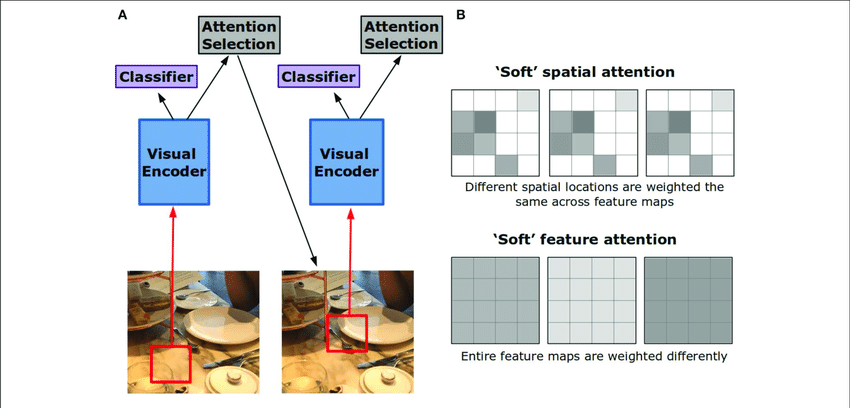 A
Attention
Selection
Attention
Selection
Classifier
Classifier
Visual
Encoder
Visual
Encoder
B
‘Soft’ spatial attention
Different spatial locations are weighted the
same across feature maps
‘Soft’ feature attention
Entire feature maps are weighted differently